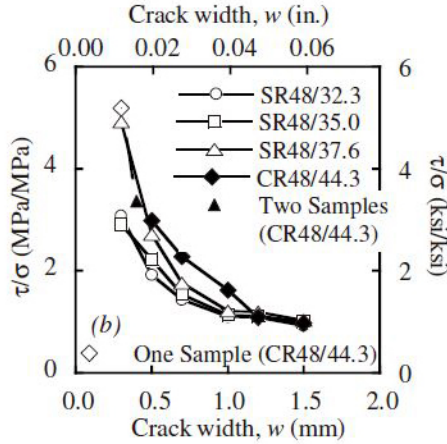 Crack width, w (in.)
0.00 0.02 0.04 0.06
6 6
SR48/32.3
SR48/35.0
SR48/37.6
4 4
CR48/44.3
Two Samples
(CR48/44.3)
τ/σ (MPa/MPa)
τ/σ (ksi/ksi)
2 2
(b)
One Sample (CR48/44.3)
0 0
0.0 0.5 1.0 1.5 2.0
Crack width, w (mm)